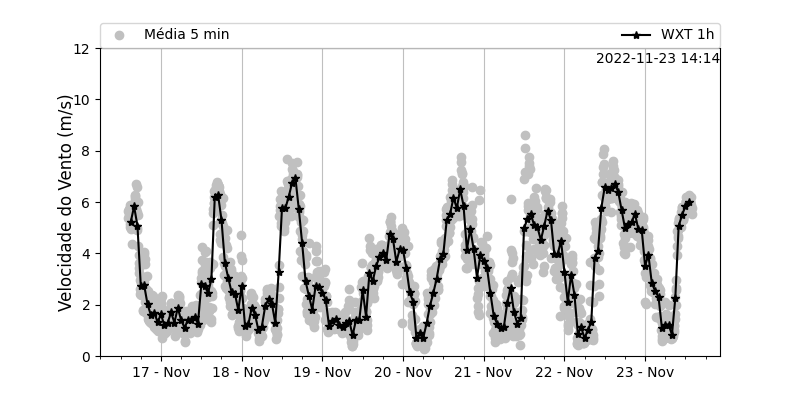 Média 5 min
WXT 1h
2022-11-23 14:14
Velocidade do Vento (m/s)
12
10
8
6
4
2
0
17 - Nov
18 - Nov
19 - Nov
20 - Nov
21 - Nov
22 - Nov
23 - Nov